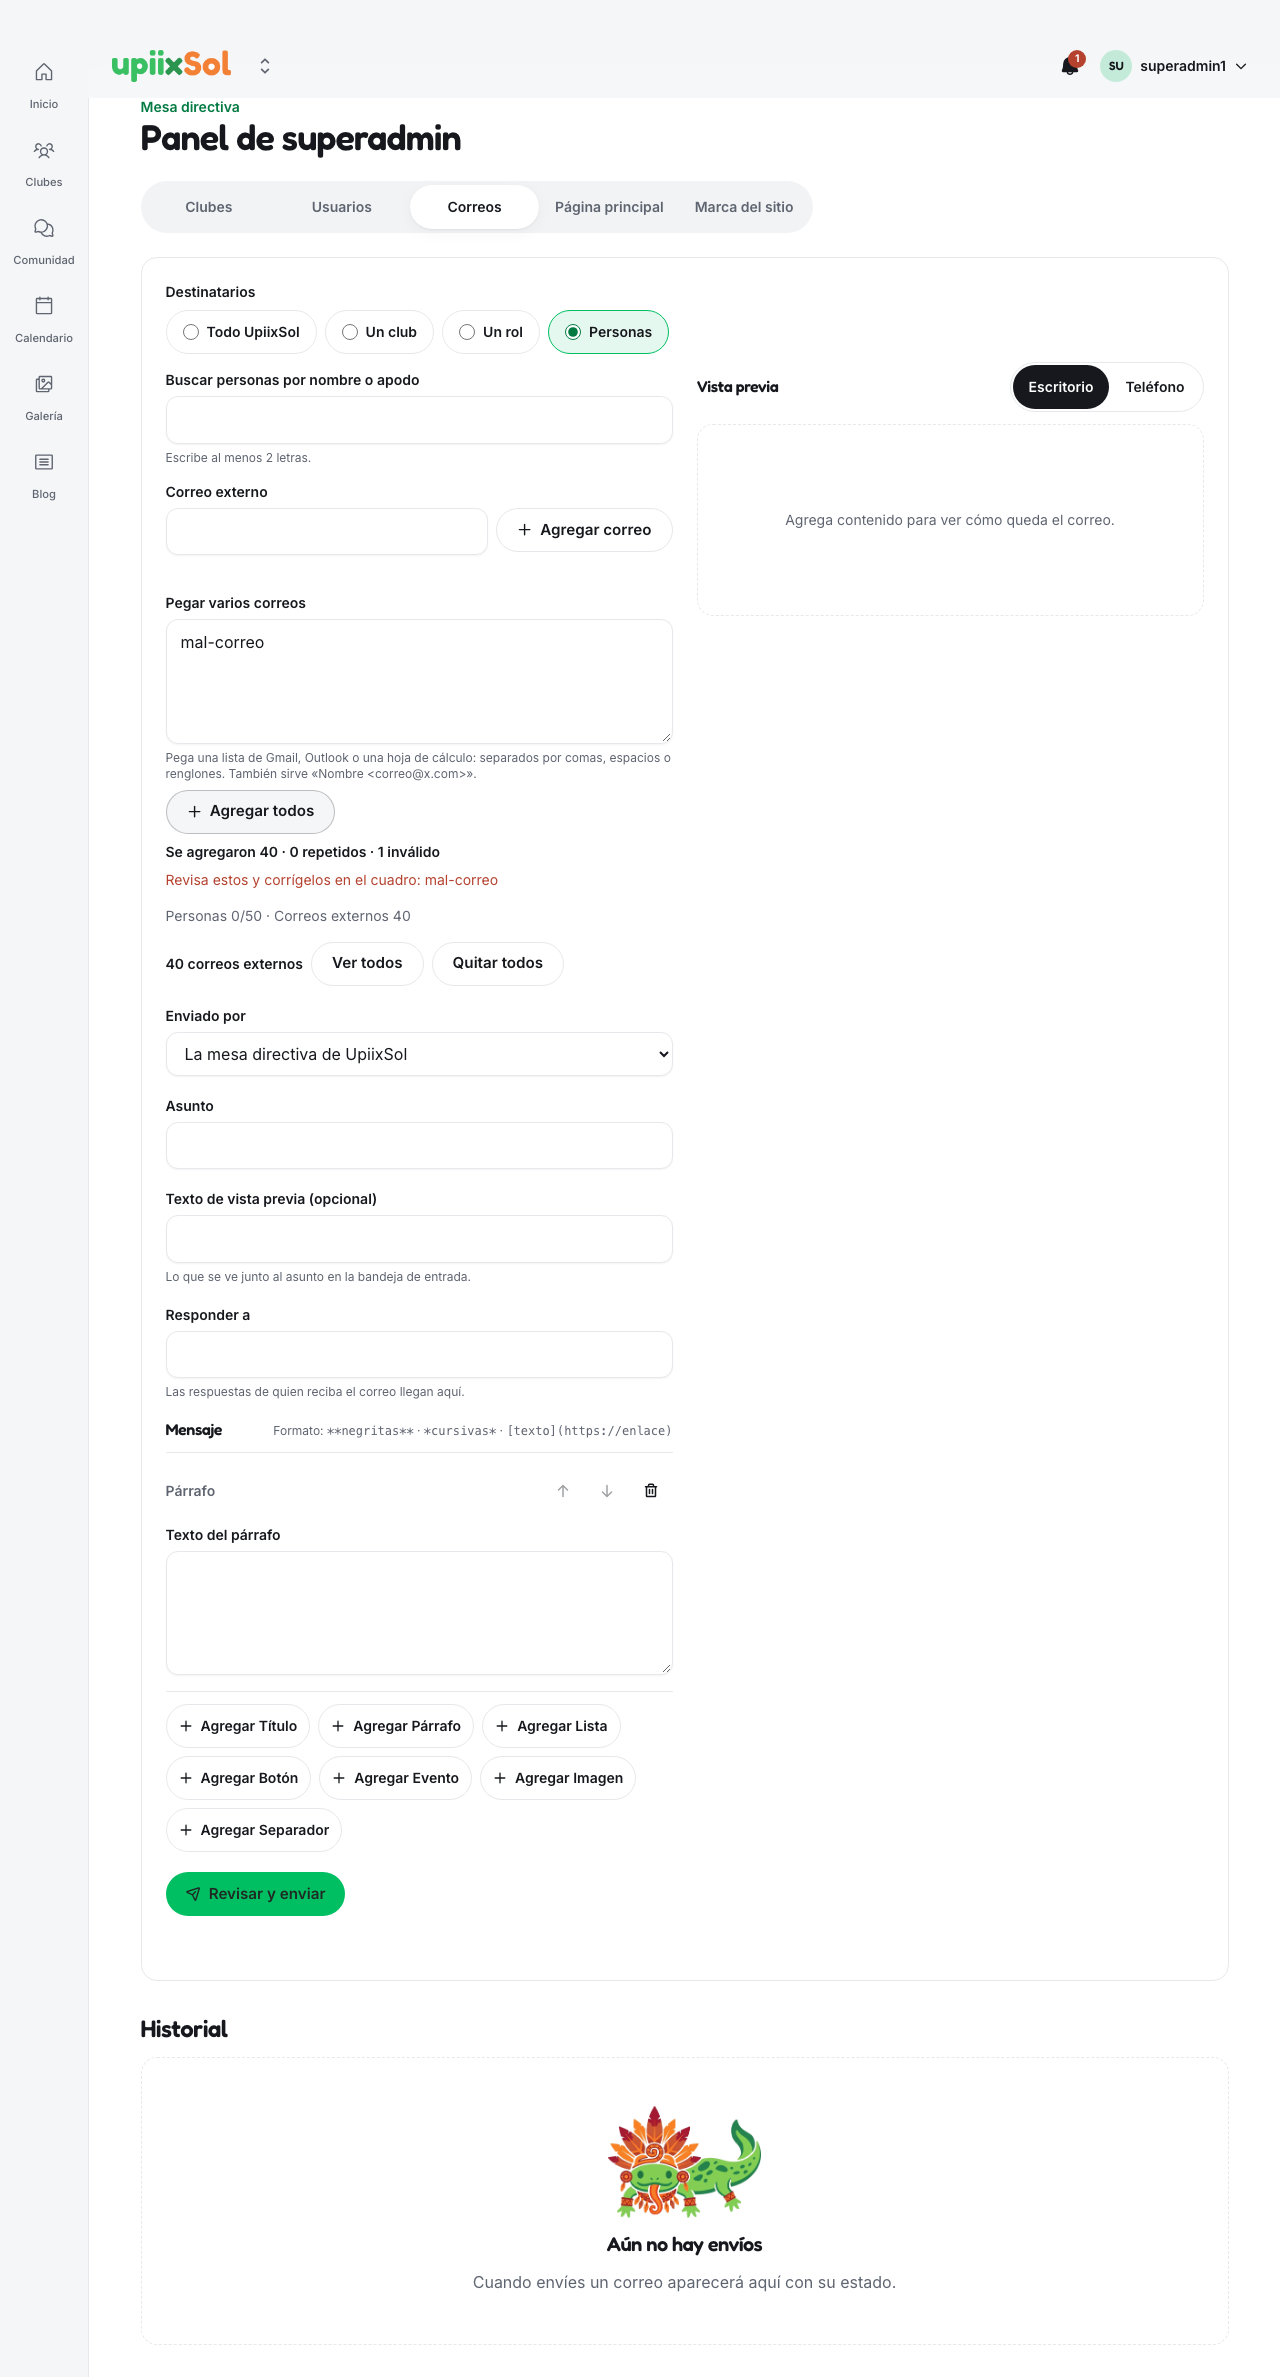 upiixSol
1
SU
superadmin1
Inicio
Clubes
Comunidad
Calendario
Galería
Blog
Mesa directiva
Panel de superadmin
Clubes
Usuarios
Correos
Página principal
Marca del sitio
Destinatarios
Todo UpiixSol
Un club
Un rol
Personas
Buscar personas por nombre o apodo
Escribe al menos 2 letras.
Correo externo
Agregar correo
Pegar varios correos
mal-correo
Pega una lista de Gmail, Outlook o una hoja de cálculo: separados por comas, espacios o
renglones. También sirve «Nombre <correo@x.com>».
Agregar todos
Se agregaron 40 · 0 repetidos · 1 inválido
Revisa estos y corrígelos en el cuadro: mal-correo
Personas 0/50 · Correos externos 40
40 correos externos
Ver todos
Quitar todos
Enviado por
La mesa directiva de UpiixSol
Asunto
Texto de vista previa (opcional)
Lo que se ve junto al asunto en la bandeja de entrada.
Responder a
Las respuestas de quien reciba el correo llegan aquí.
Mensaje
Formato: **negritas** · *cursivas* · [texto](https://enlace)
Párrafo
Texto del párrafo
Agregar Título
Agregar Párrafo
Agregar Lista
Agregar Botón
Agregar Evento
Agregar Imagen
Agregar Separador
Revisar y enviar
Vista previa
Escritorio
Teléfono
Agrega contenido para ver cómo queda el correo.
Historial
Aún no hay envíos
Cuando envíes un correo aparecerá aquí con su estado.